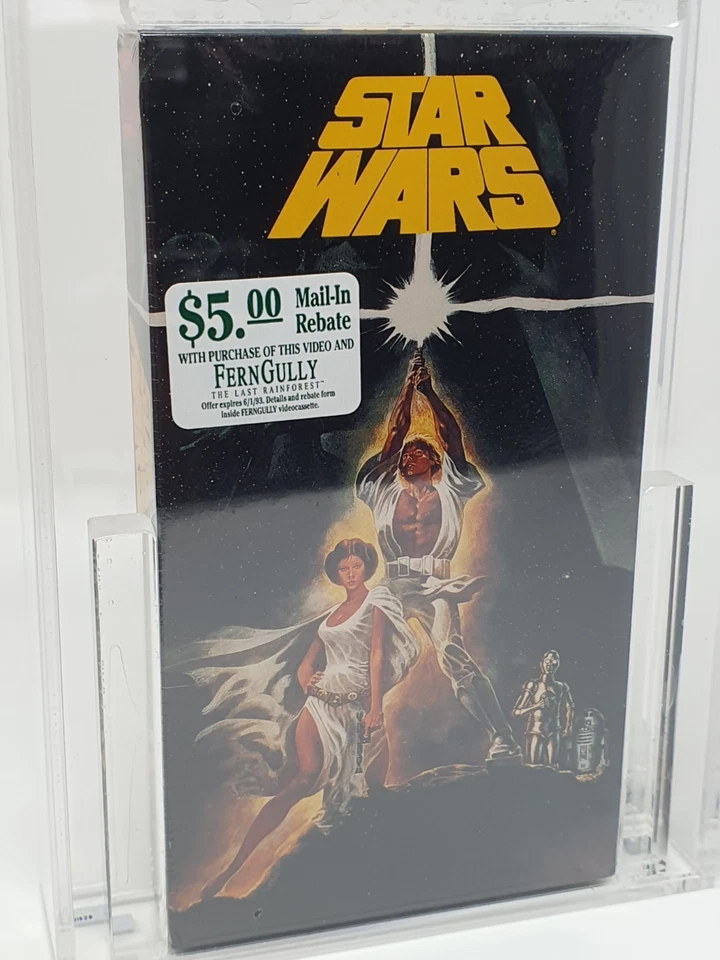 STAR
WARS®
$5.00 Mail-In
Rebate
WITH PURCHASE OF THIS VIDEO AND
FERNGULLY
THE LAST RAINFOREST™
Offer expires 6/1/93. Details and rebate form
inside FERNGULLY videocassette.